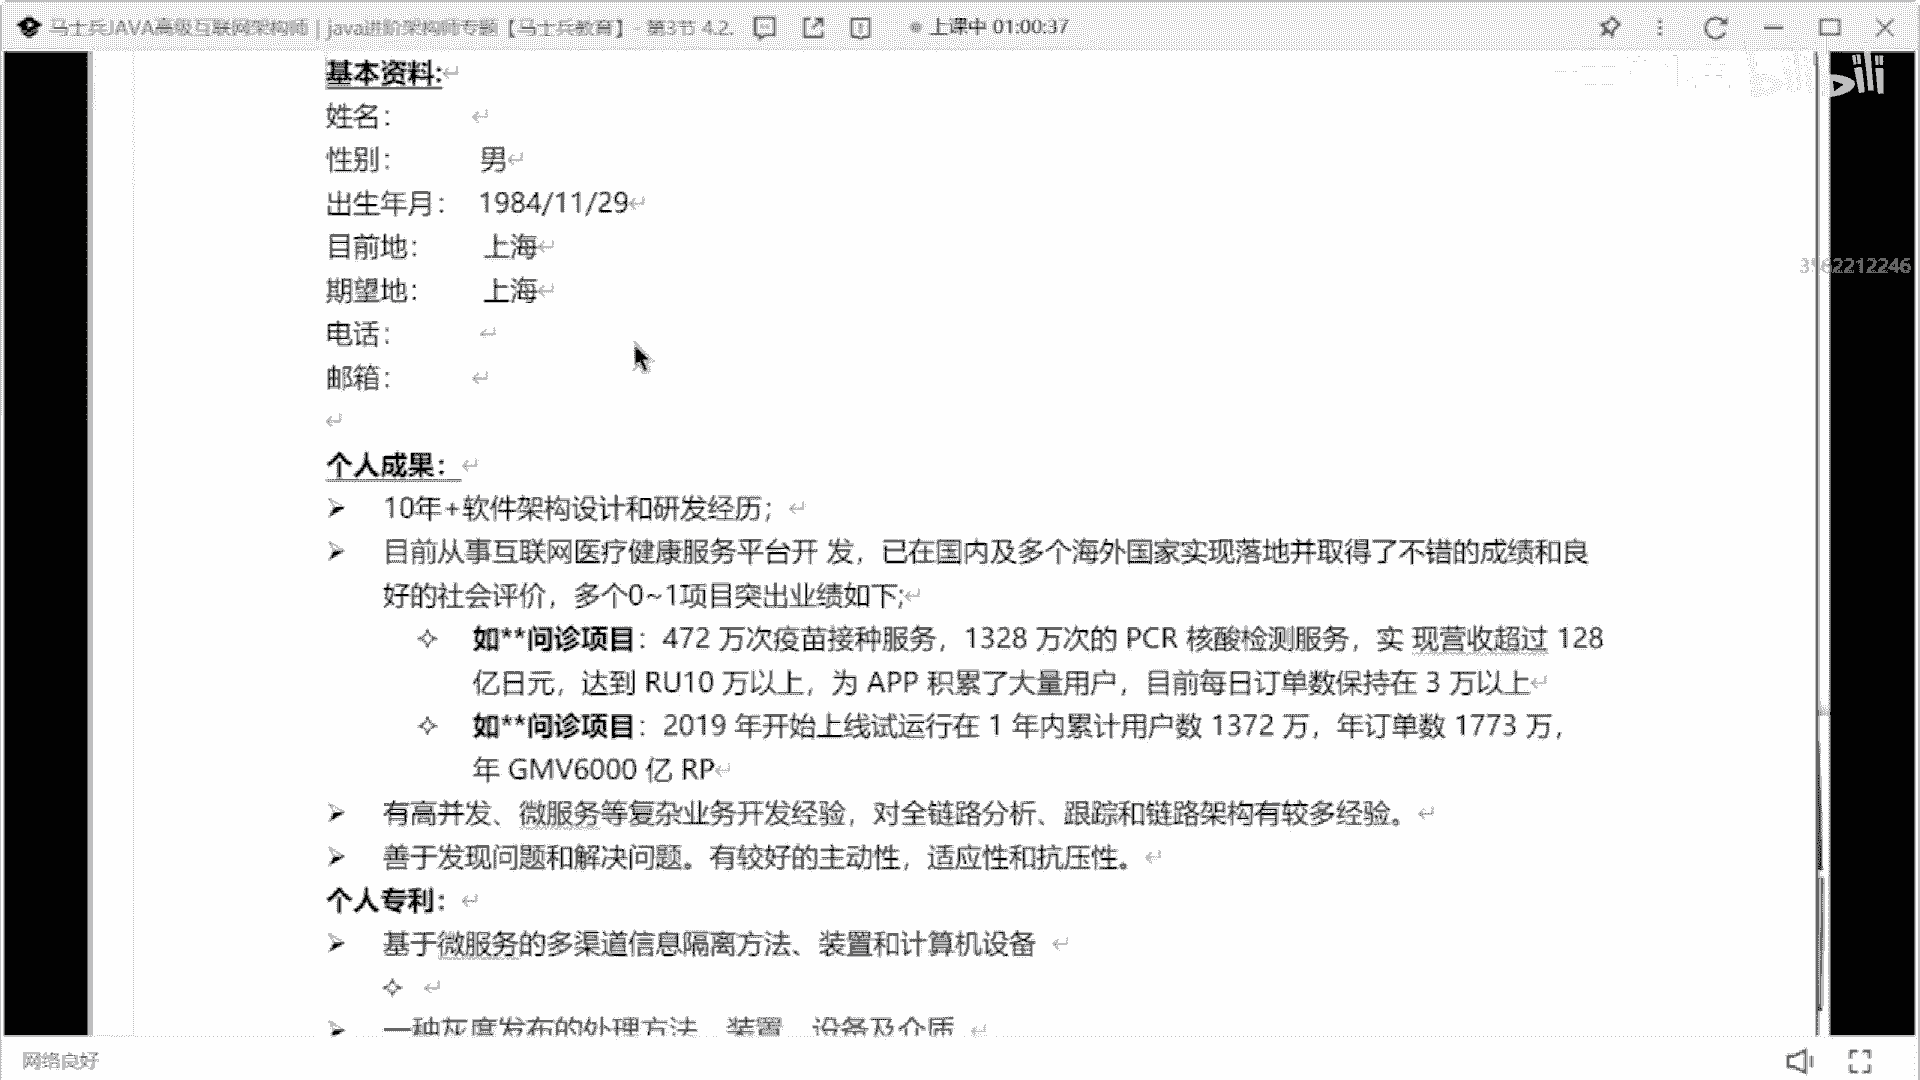 马士兵JAVA高级互联网架构师 | java进阶架构师专题【马士兵教育】 - 第3节 4.2.
上课中 01:00:37
基本资料:
姓名：
性别： 男
出生年月： 1984/11/29
目前地： 上海
期望地： 上海
电话：
邮箱：
个人成果：
10年+软件架构设计和研发经历；
目前从事互联网医疗健康服务平台开 发，已在国内及多个海外国家实现落地并取得了不错的成绩和良
好的社会评价，多个0~1项目突出业绩如下;
如**问诊项目：472 万次疫苗接种服务，1328 万次的 PCR 核酸检测服务，实 现营收超过 128
亿日元，达到 RU10 万以上，为 APP 积累了大量用户，目前每日订单数保持在 3 万以上
如**问诊项目：2019 年开始上线试运行在 1 年内累计用户数 1372 万，年订单数 1773 万，
年 GMV6000 亿 RP
有高并发、微服务等复杂业务开发经验，对全链路分析、跟踪和链路架构有较多经验。
善于发现问题和解决问题。有较好的主动性，适应性和抗压性。
个人专利：
基于微服务的多渠道信息隔离方法、装置和计算机设备
一种灰度发布的处理方法、装置、设备及介质
bilibili
网络良好